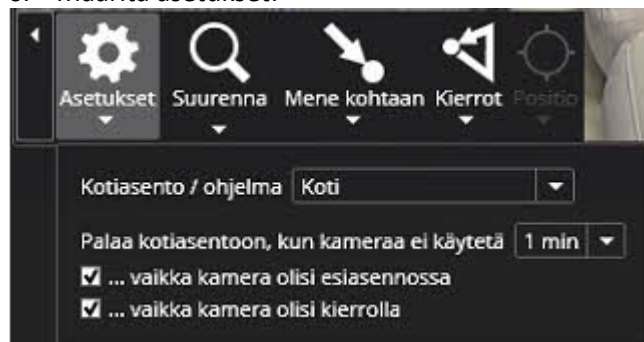 Asetukset Suurenna Mene kohtaan Kierrot Positio
Kotiasento / ohjelma Koti
Palaa kotiasentoon, kun kameraa ei käytetä 1 min
... vaikka kamera olisi esiasennossa
... vaikka kamera olisi kierrolla